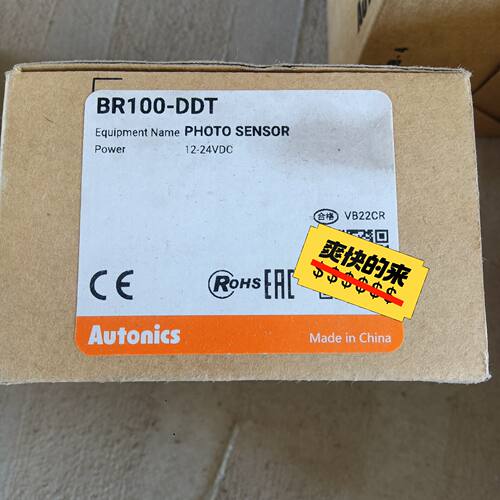 BR100-DDT
Equipment Name PHOTO SENSOR
Power 12-24VDC
合格 VB22CR
爽快的来
$$$$$$
CE RoHS EAC
Autonics
Made in China